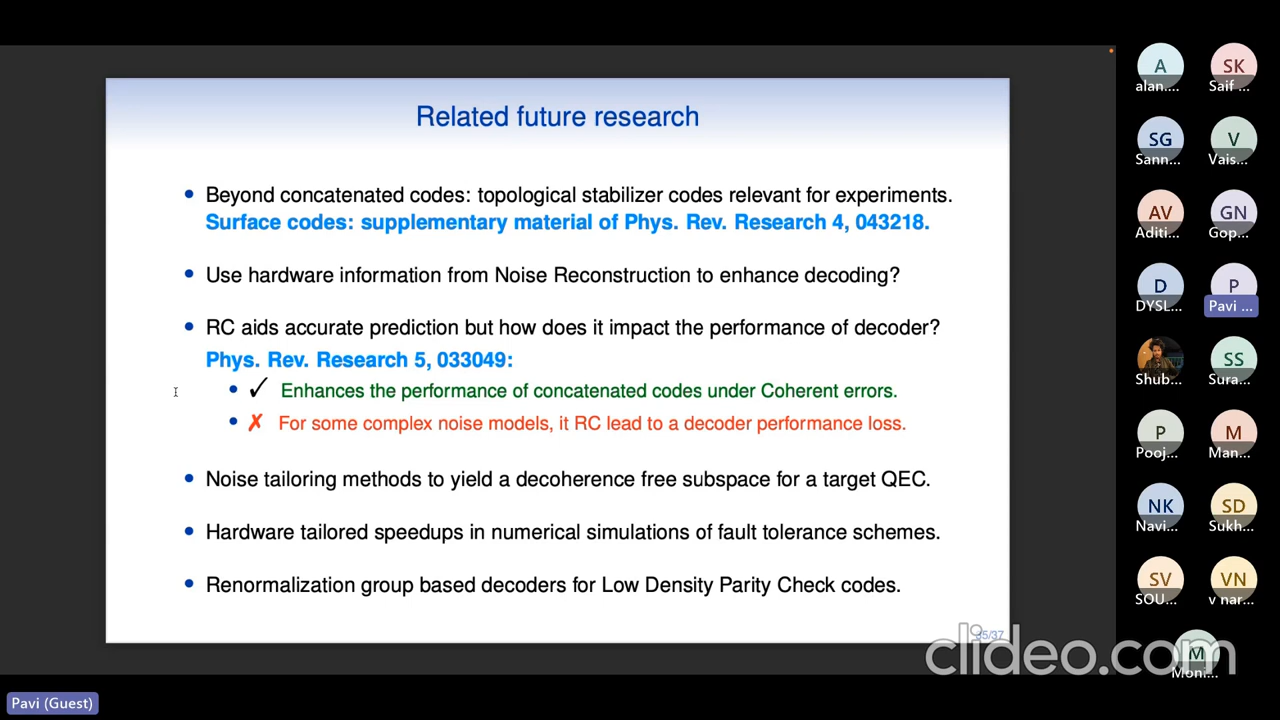 Related future research
• Beyond concatenated codes: topological stabilizer codes relevant for experiments.
Surface codes: supplementary material of Phys. Rev. Research 4, 043218.
• Use hardware information from Noise Reconstruction to enhance decoding?
• RC aids accurate prediction but how does it impact the performance of decoder?
Phys. Rev. Research 5, 033049:
• ✓ Enhances the performance of concatenated codes under Coherent errors.
• ✗ For some complex noise models, it RC lead to a decoder performance loss.
• Noise tailoring methods to yield a decoherence free subspace for a target QEC.
• Hardware tailored speedups in numerical simulations of fault tolerance schemes.
• Renormalization group based decoders for Low Density Parity Check codes.
35/37
clideo.com
A
alan....
SK
Saif ...
SG
Sann...
V
Vais...
AV
Aditi...
GN
Gop...
D
DYSL...
P
Pavi ...
Shub...
SS
Sura...
P
Pooj...
M
Man...
NK
Navi...
SD
Sukh...
SV
SOU...
VN
v nar...
M
Moni...
Pavi (Guest)